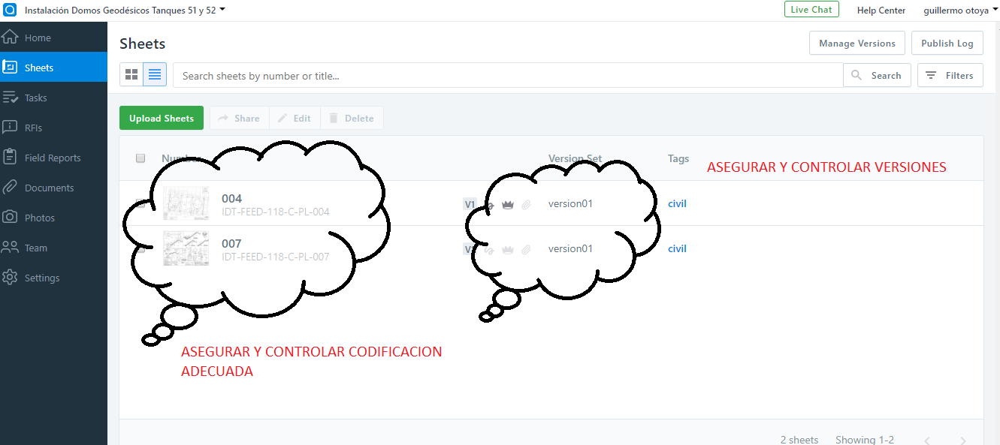 Instalación Domos Geodésicos Tanques 51 y 52
Live Chat
Help Center
guillermo otoya
Home
Sheets
Tasks
RFIs
Field Reports
Documents
Photos
Team
Settings
Sheets
Manage Versions
Publish Log
Search sheets by number or title...
Search
Filters
Upload Sheets
Share
Edit
Delete
Number
Version Set
Tags
ASEGURAR Y CONTROLAR VERSIONES
004
IDT-FEED-118-C-PL-004
V1
version01
civil
007
IDT-FEED-118-C-PL-007
version01
civil
ASEGURAR Y CONTROLAR CODIFICACION
ADECUADA
2 sheets
Showing 1-2